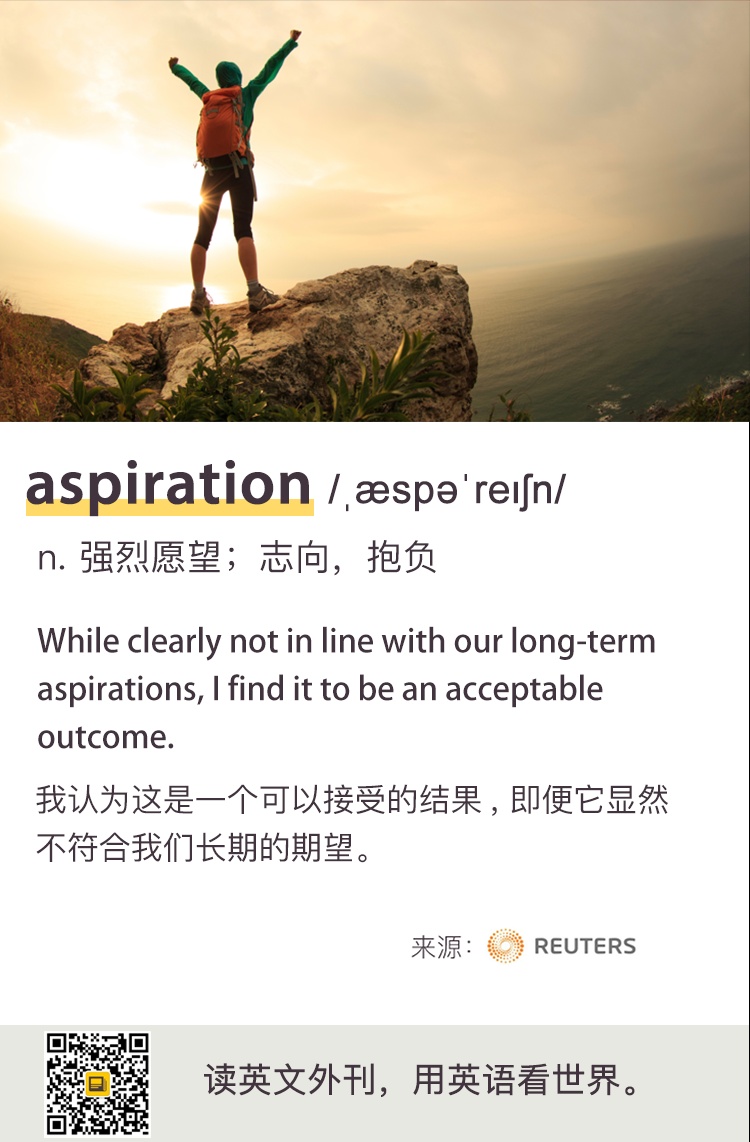 aspiration /ˌæspəˈreɪʃn/
n. 强烈愿望；志向，抱负
While clearly not in line with our long-term
aspirations, I find it to be an acceptable
outcome.
我认为这是一个可以接受的结果，即便它显然
不符合我们长期的期望。
来源： REUTERS
读英文外刊，用英语看世界。